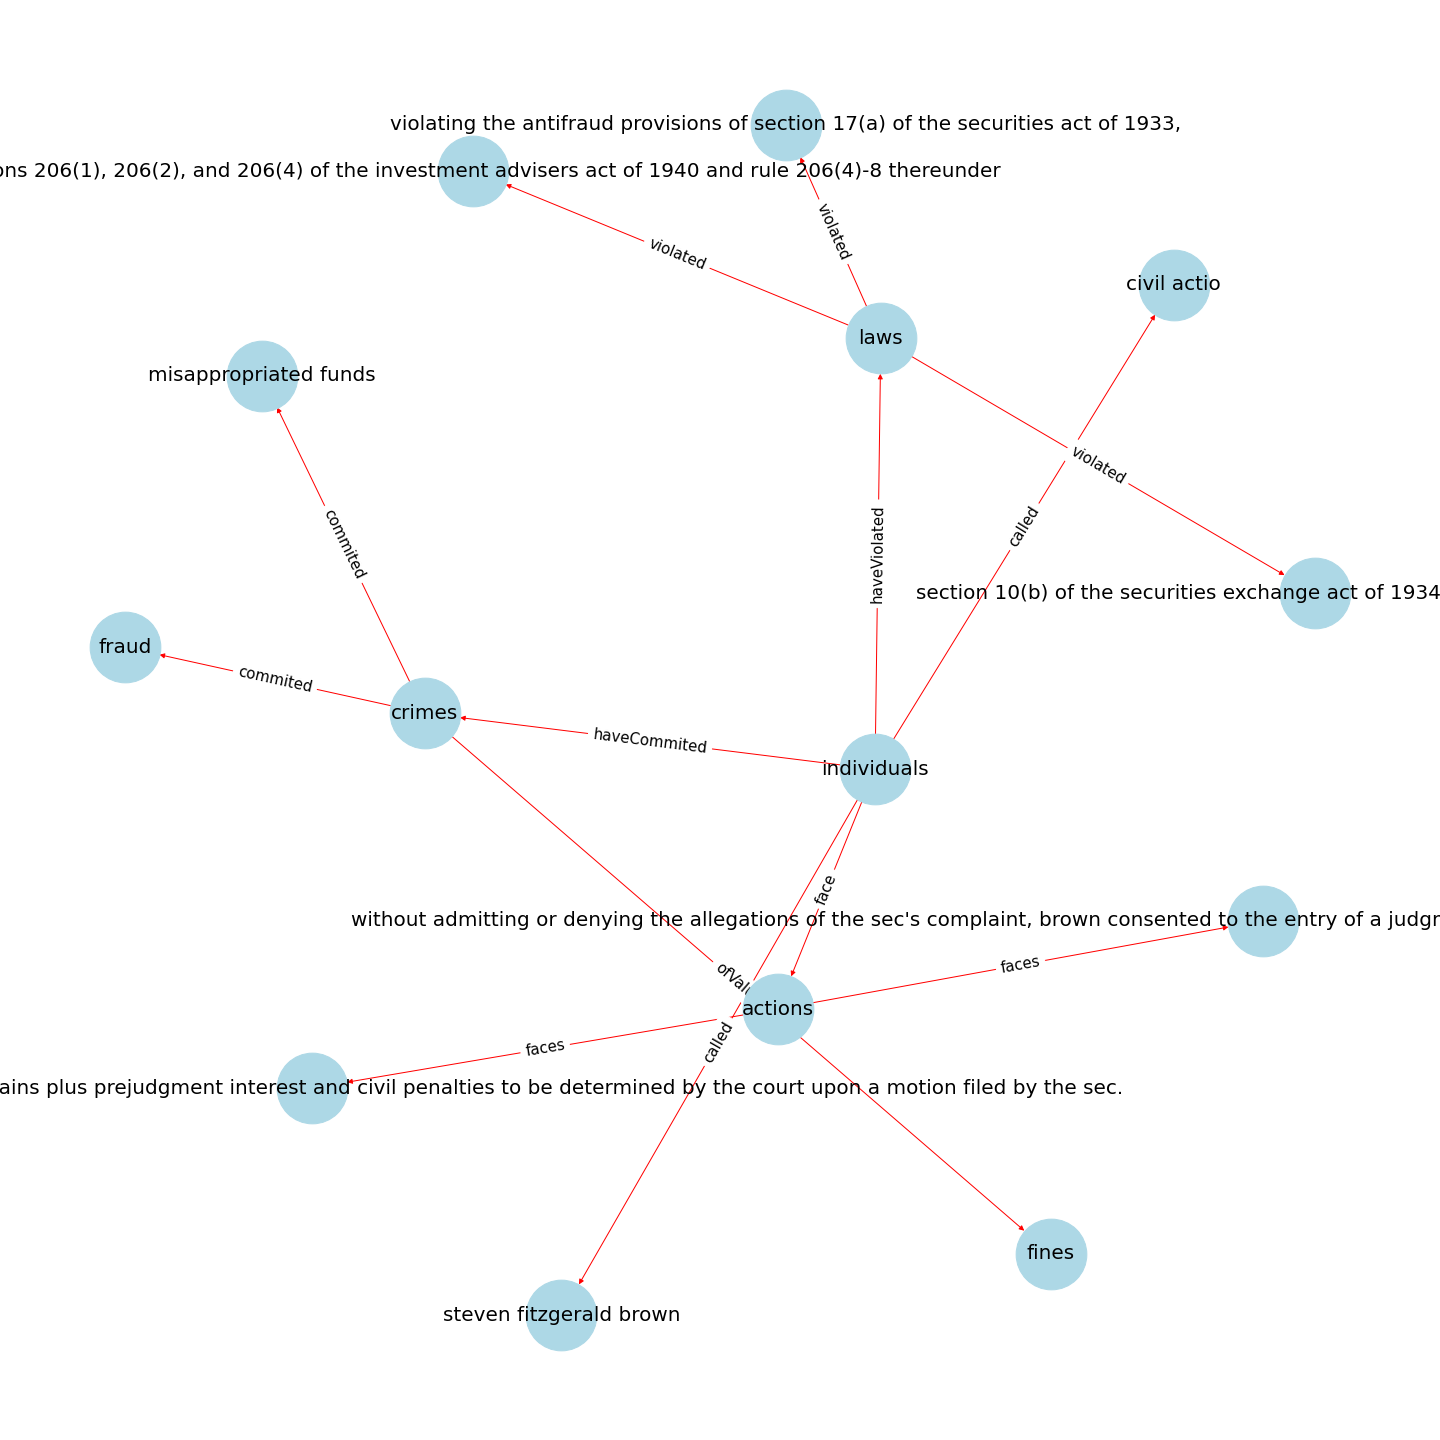 violating the antifraud provisions of section 17(a) of the securities act of 1933,
ons 206(1), 206(2), and 206(4) of the investment advisers act of 1940 and rule 206(4)-8 thereunder
violated
violated
civil actio
laws
misappropriated funds
violated
called
commited
haveViolated
section 10(b) of the securities exchange act of 1934
fraud
commited
crimes
haveCommited
individuals
face
without admitting or denying the allegations of the sec's complaint, brown consented to the entry of a judgr
faces
ofValu
actions
called
faces
ains plus prejudgment interest and civil penalties to be determined by the court upon a motion filed by the sec.
fines
steven fitzgerald brown